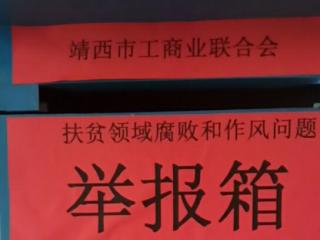 靖西市工商业联合会
扶贫领域腐败和作风问题
举报箱